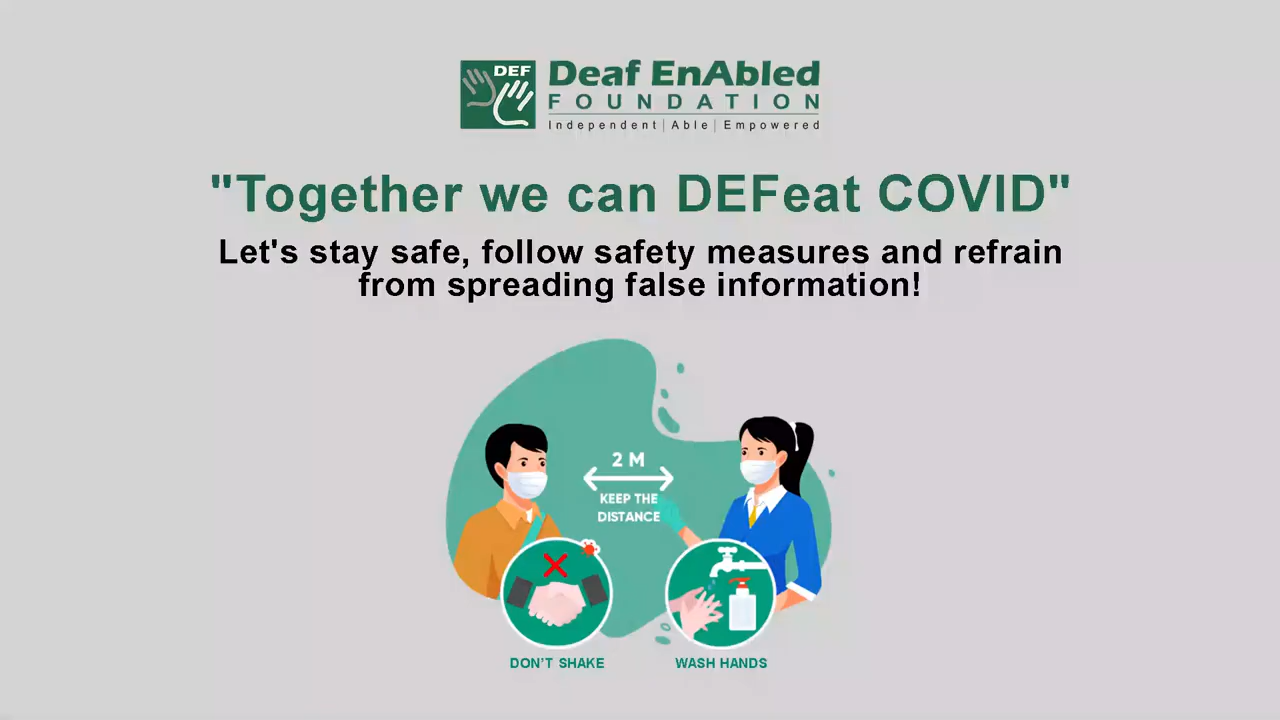 DEF
Deaf EnAbled
FOUNDATION
Independent | Able | Empowered
"Together we can DEFeat COVID"
Let's stay safe, follow safety measures and refrain
from spreading false information!
2 M
KEEP THE
DISTANCE
DON'T SHAKE
WASH HANDS